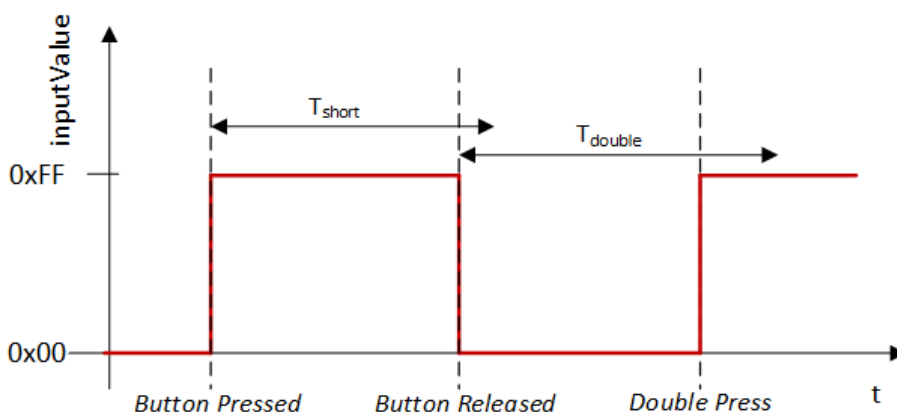 inputValue
T_short
T_double
0xFF
0x00
t
Button Pressed
Button Released
Double Press